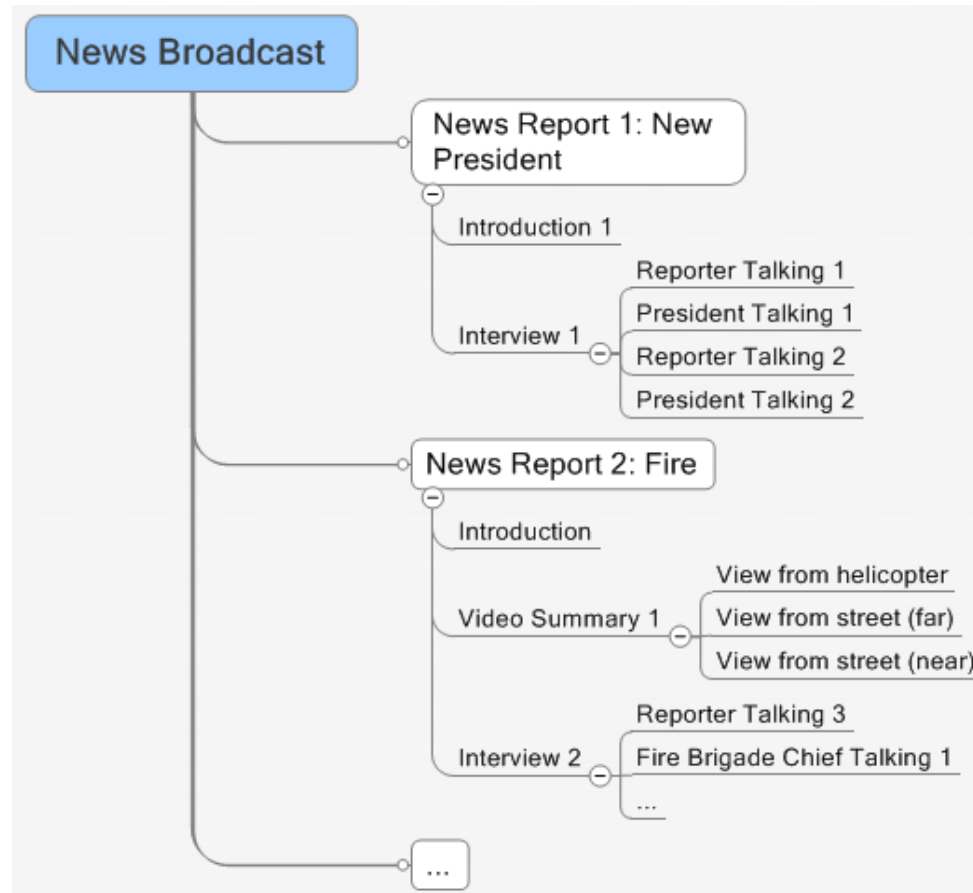 News Broadcast
News Report 1: New
President
Introduction 1
Interview 1
Reporter Talking 1
President Talking 1
Reporter Talking 2
President Talking 2
News Report 2: Fire
Introduction
Video Summary 1
View from helicopter
View from street (far)
View from street (near)
Interview 2
Reporter Talking 3
Fire Brigade Chief Talking 1
...
...